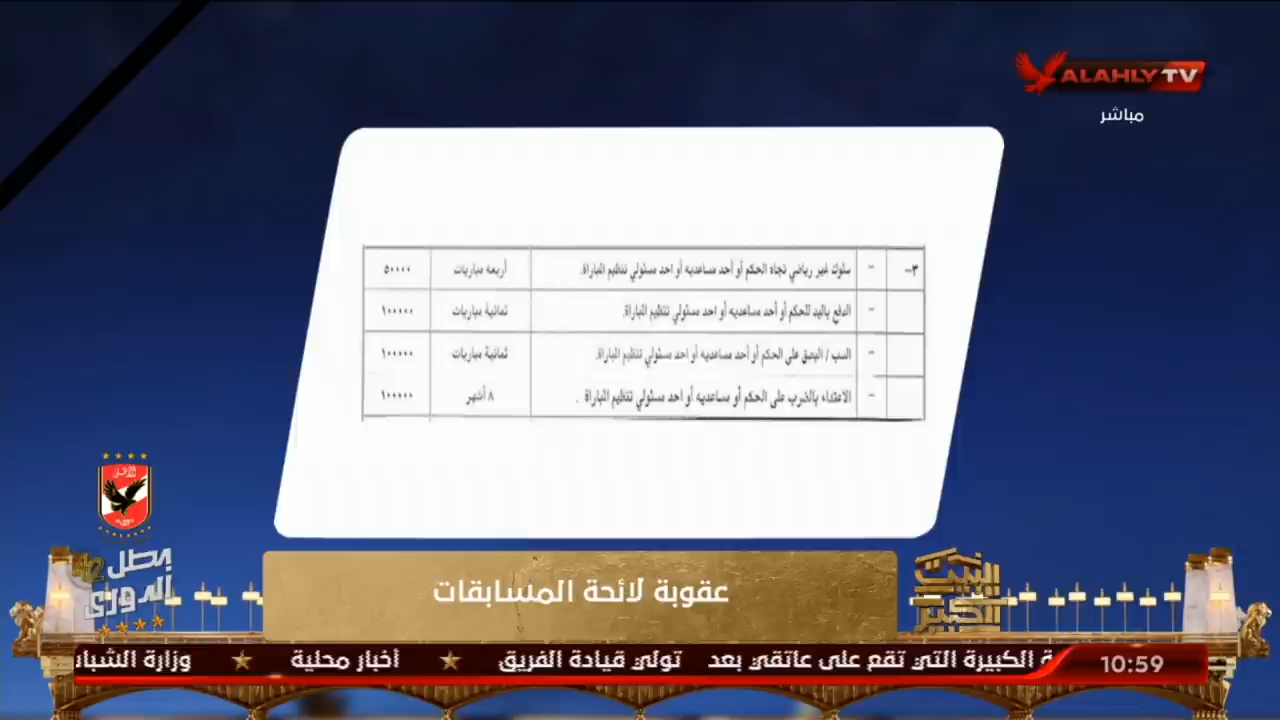 ALAHLY TV
مباشر
٣- - سلوك غير رياضي تجاه الحكم أو أحد مساعديه أو احد مسئولي تنظيم المباراة. أربعه مباريات ٥٠٠٠٠
- الدفع باليد للحكم أو أحد مساعديه أو احد مسئولي تنظيم المباراة. ثمانية مباريات ١٠٠٠٠٠
- السب / البصق على الحكم أو أحد مساعديه أو احد مسئولي تنظيم المباراة. ثمانية مباريات ١٠٠٠٠٠
- الاعتداء بالضرب على الحكم أو مساعديه أو احد مسئولي تنظيم المباراة . ٨ أشهر ١٠٠٠٠٠
البيت
الكبير
عقوبة لائحة المسابقات
بطل
الدوري
42
10:59
الكبيرة التي تقع على عاتقي بعد تولي قيادة الفريق ★ أخبار محلية ★ وزارة